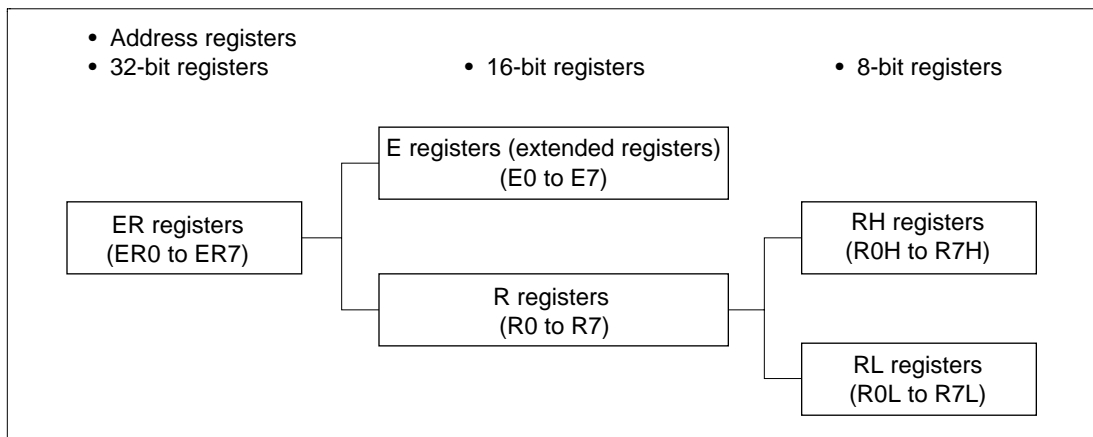 • Address registers
• 32-bit registers
• 16-bit registers
• 8-bit registers
E registers (extended registers)
(E0 to E7)
ER registers
(ER0 to ER7)
RH registers
(R0H to R7H)
R registers
(R0 to R7)
RL registers
(R0L to R7L)